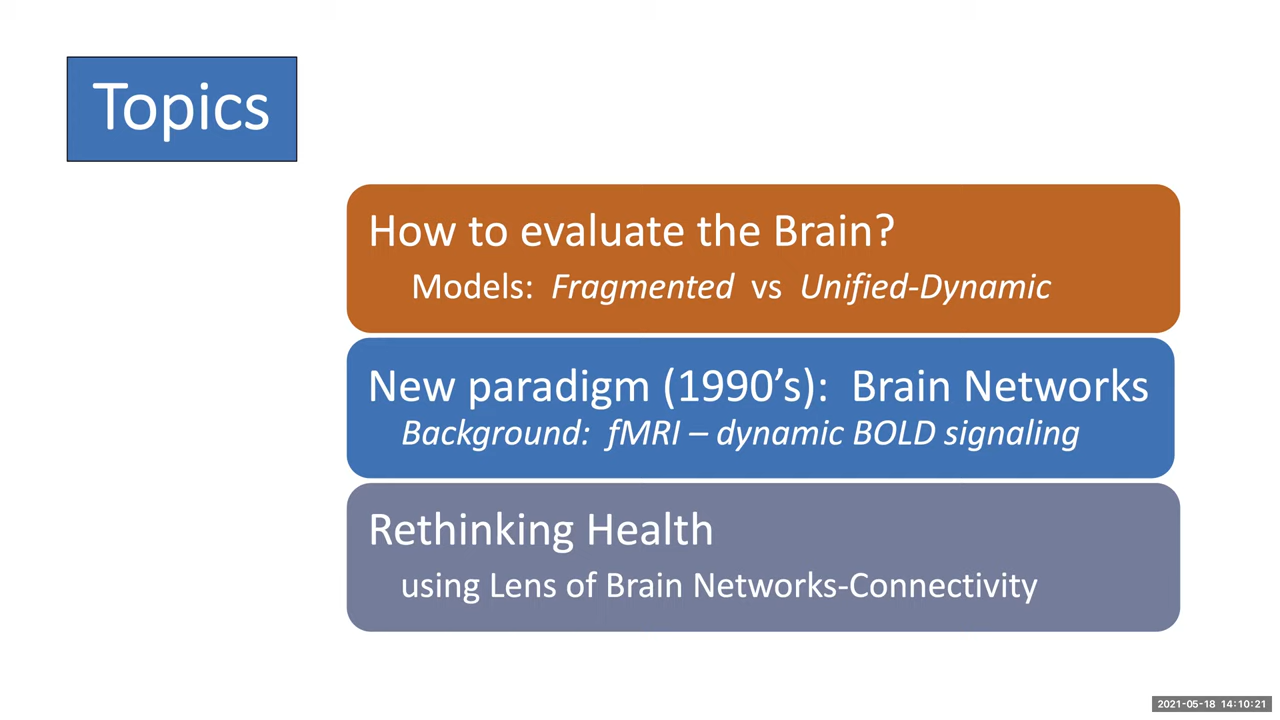 Topics
How to evaluate the Brain?
Models: Fragmented vs Unified-Dynamic
New paradigm (1990’s): Brain Networks
Background: fMRI – dynamic BOLD signaling
Rethinking Health
using Lens of Brain Networks-Connectivity
2021-05-18 14:10:21